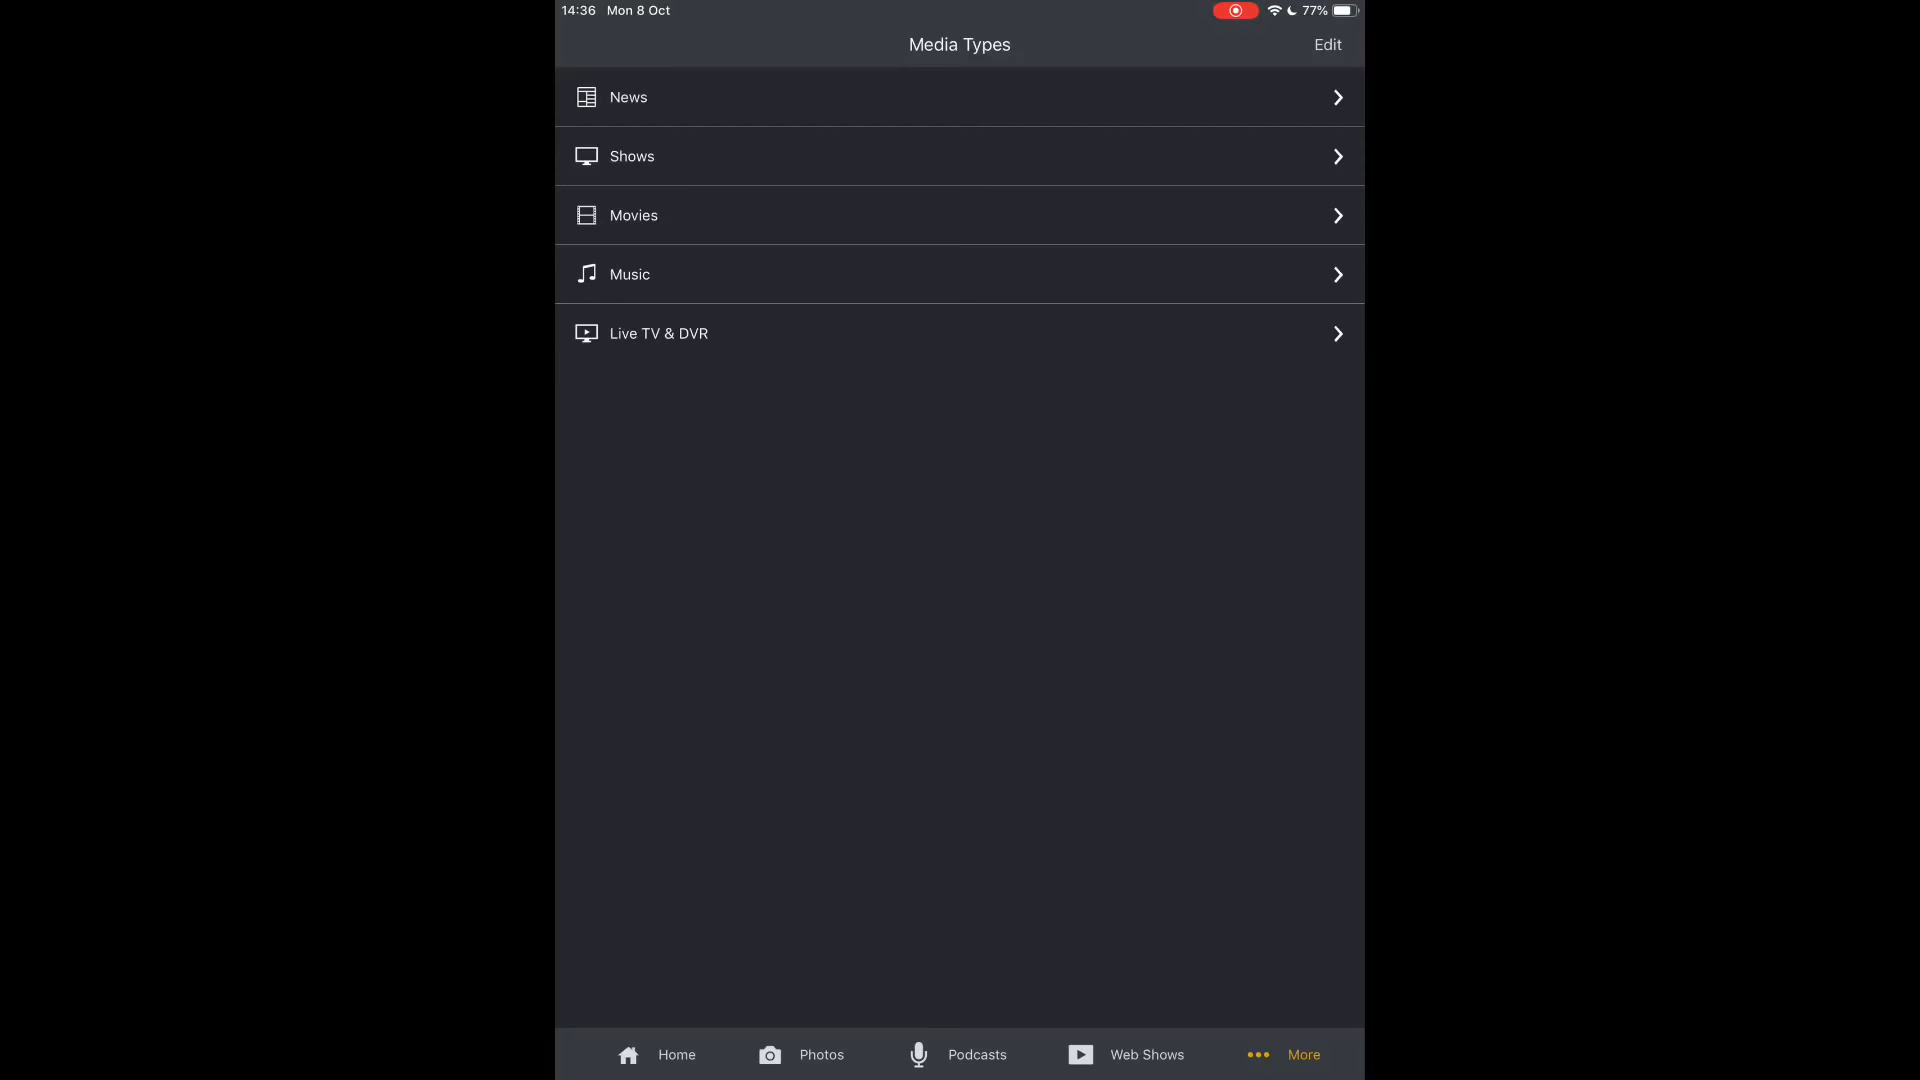 14:36 Mon 8 Oct 77%
Media Types Edit
News
Shows
Movies
Music
Live TV & DVR
Home Photos Podcasts Web Shows More